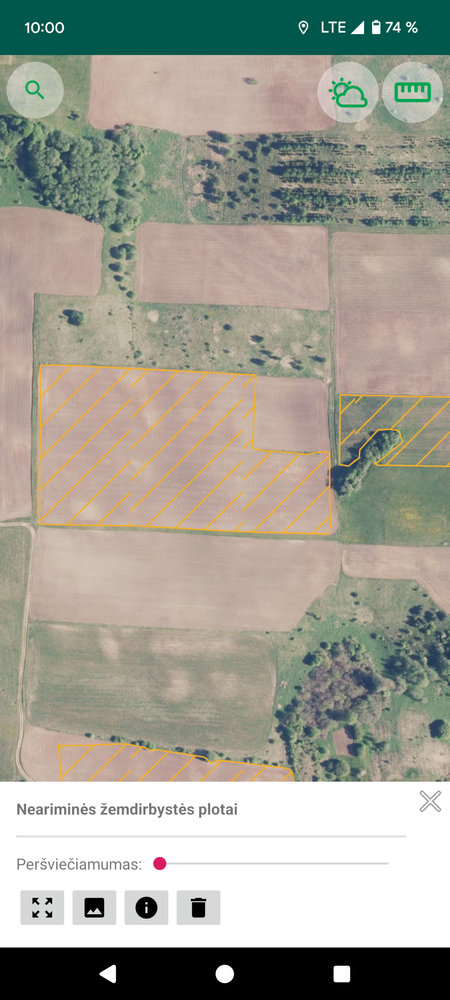 10:00
LTE 74 %
Neariminės žemdirbystės plotai
Peršviečiamumas: